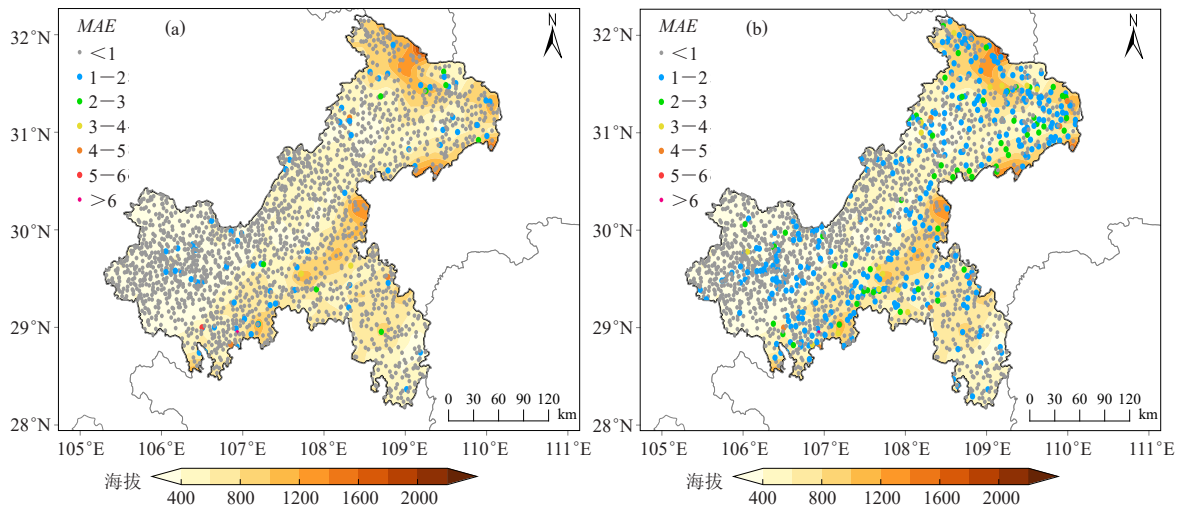 MAE (a) N
<1
1—2
2—3
3—4
4—5
5—6
>6
32°N
31°N
30°N
29°N
28°N
0 30 60 90 120
km
105°E 106°E 107°E 108°E 109°E 110°E 111°E
海拔
400 800 1200 1600 2000
MAE (b) N
<1
1—2
2—3
3—4
4—5
5—6
>6
32°N
31°N
30°N
29°N
28°N
0 30 60 90 120
km
105°E 106°E 107°E 108°E 109°E 110°E 111°E
海拔
400 800 1200 1600 2000